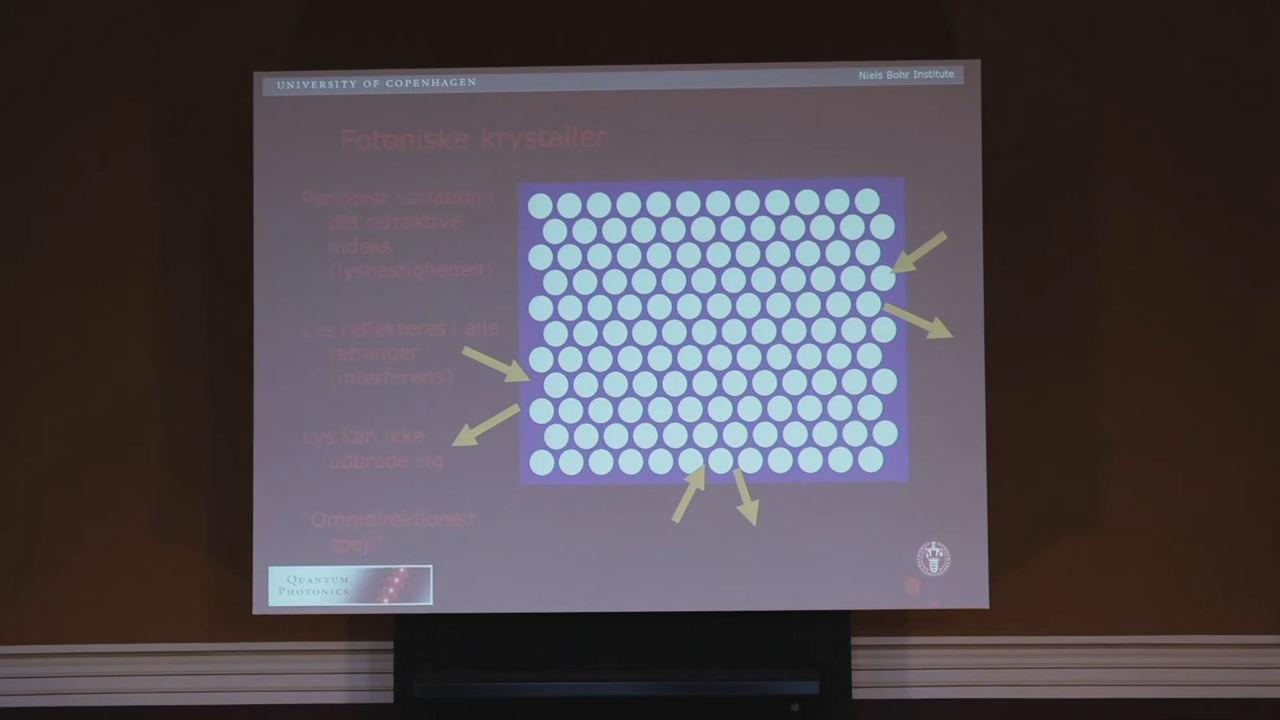 UNIVERSITY OF COPENHAGEN
Niels Bohr Institute
Fotoniske krystaller
Periodisk variation i
det refraktive
indeks
(lyshastigheden)
Lys reflekteres i alle
retninger
(interferens)
Lys kan ikke
udbrede sig
"Omnidirektionelt
spejl"
QUANTUM
PHOTONICS